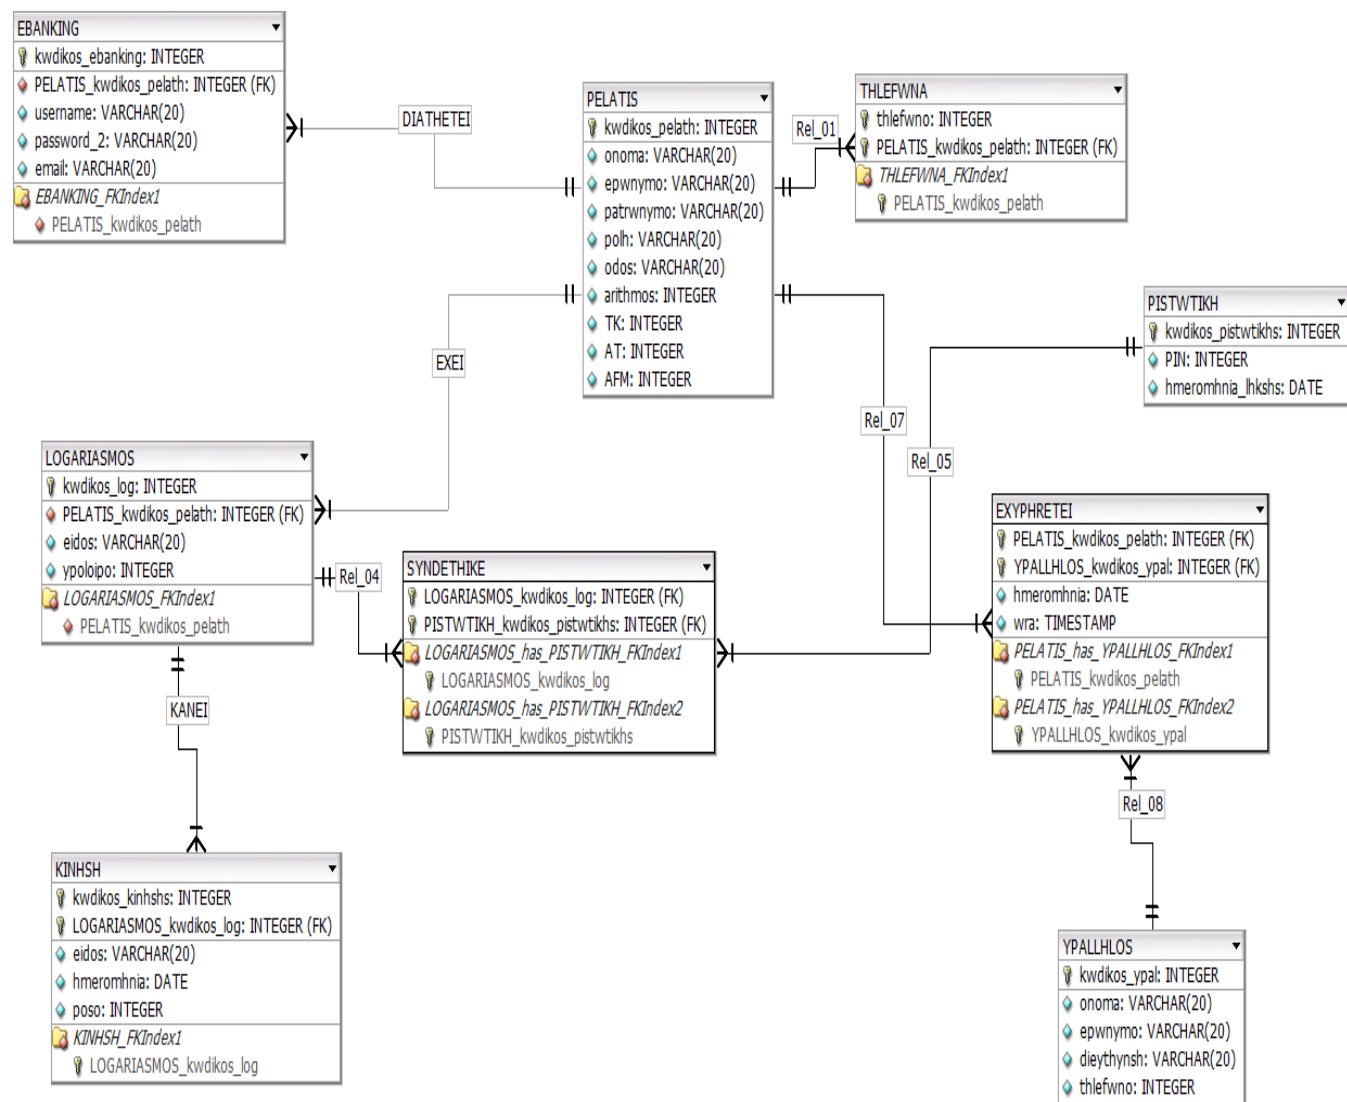 EBANKING
kwdikos_ebanking: INTEGER
PELATIS_kwdikos_pelath: INTEGER (FK)
username: VARCHAR(20)
password_2: VARCHAR(20)
email: VARCHAR(20)
EBANKING_FKIndex1
PELATIS_kwdikos_pelath
DIATHETEI
PELATIS
kwdikos_pelath: INTEGER
onoma: VARCHAR(20)
epwnymo: VARCHAR(20)
patrwnymo: VARCHAR(20)
polh: VARCHAR(20)
odos: VARCHAR(20)
arithmos: INTEGER
TK: INTEGER
AT: INTEGER
AFM: INTEGER
Rel_01
THLEFWNA
thlefwno: INTEGER
PELATIS_kwdikos_pelath: INTEGER (FK)
THLEFWNA_FKIndex1
PELATIS_kwdikos_pelath
PISTWTIKH
kwdikos_pistwtikhs: INTEGER
PIN: INTEGER
hmeromhnia_lhkshs: DATE
EXEI
Rel_07
Rel_05
LOGARIASMOS
kwdikos_log: INTEGER
PELATIS_kwdikos_pelath: INTEGER (FK)
eidos: VARCHAR(20)
ypoloipo: INTEGER
LOGARIASMOS_FKIndex1
PELATIS_kwdikos_pelath
Rel_04
SYNDETHIKE
LOGARIASMOS_kwdikos_log: INTEGER (FK)
PISTWTIKH_kwdikos_pistwtikhs: INTEGER (FK)
LOGARIASMOS_has_PISTWTIKH_FKIndex1
LOGARIASMOS_kwdikos_log
LOGARIASMOS_has_PISTWTIKH_FKIndex2
PISTWTIKH_kwdikos_pistwtikhs
EXYPHRETEI
PELATIS_kwdikos_pelath: INTEGER (FK)
YPALLHLOS_kwdikos_ypal: INTEGER (FK)
hmeromhnia: DATE
wra: TIMESTAMP
PELATIS_has_YPALLHLOS_FKIndex1
PELATIS_kwdikos_pelath
PELATIS_has_YPALLHLOS_FKIndex2
YPALLHLOS_kwdikos_ypal
KANEI
Rel_08
KINHSH
kwdikos_kinhshs: INTEGER
LOGARIASMOS_kwdikos_log: INTEGER (FK)
eidos: VARCHAR(20)
hmeromhnia: DATE
poso: INTEGER
KINHSH_FKIndex1
LOGARIASMOS_kwdikos_log
YPALLHLOS
kwdikos_ypal: INTEGER
onoma: VARCHAR(20)
epwnymo: VARCHAR(20)
dieythynsh: VARCHAR(20)
thlefwno: INTEGER